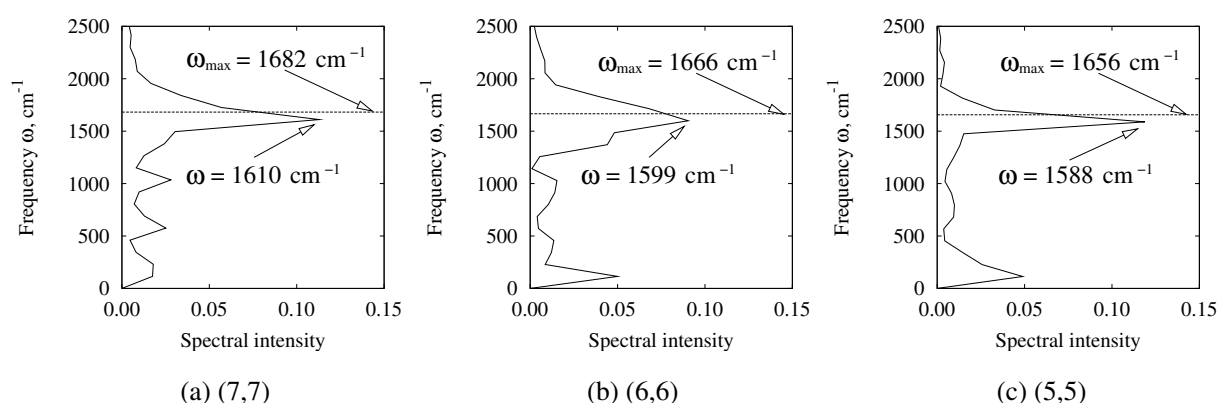 2500
2000
1500
1000
500
0
0.00 0.05 0.10 0.15
Frequency ω, cm⁻¹
Spectral intensity
ω_max = 1682 cm⁻¹
ω = 1610 cm⁻¹
(a) (7,7)
2500
2000
1500
1000
500
0
0.00 0.05 0.10 0.15
Frequency ω, cm⁻¹
Spectral intensity
ω_max = 1666 cm⁻¹
ω = 1599 cm⁻¹
(b) (6,6)
2500
2000
1500
1000
500
0
0.00 0.05 0.10 0.15
Frequency ω, cm⁻¹
Spectral intensity
ω_max = 1656 cm⁻¹
ω = 1588 cm⁻¹
(c) (5,5)